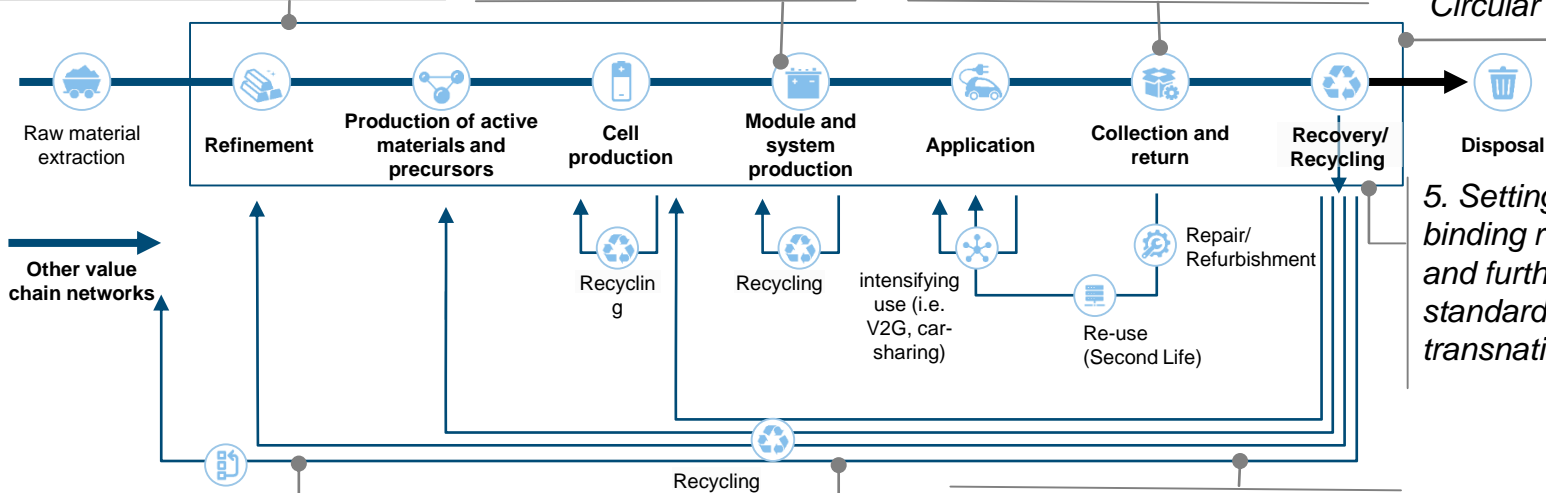 Circular
Raw material
extraction
Refinement
Production of active
materials and
precursors
Cell
production
Module and
system
production
Application
Collection and
return
Recovery/
Recycling
Disposal
5. Setting
binding r
and furth
standard
transnati
Other value
chain networks
Recyclin
g
Recycling
intensifying
use (i.e.
V2G, car-
sharing)
Repair/
Refurbishment
Re-use
(Second Life)
Recycling